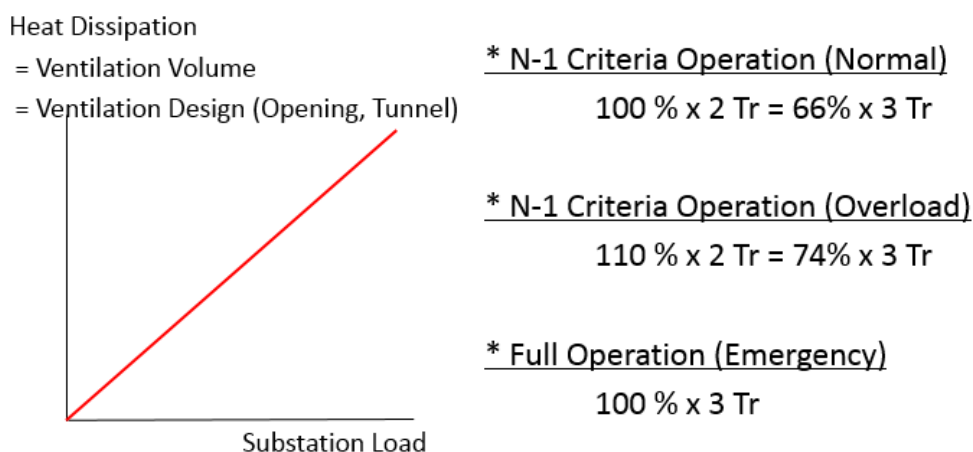 Heat Dissipation
= Ventilation Volume
= Ventilation Design (Opening, Tunnel)
Substation Load
* N-1 Criteria Operation (Normal)
100 % x 2 Tr = 66% x 3 Tr
* N-1 Criteria Operation (Overload)
110 % x 2 Tr = 74% x 3 Tr
* Full Operation (Emergency)
100 % x 3 Tr